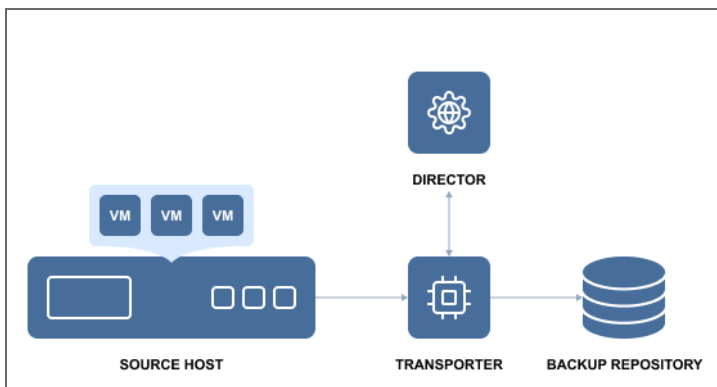 DIRECTOR
VM VM VM
SOURCE HOST
TRANSPORTER
BACKUP REPOSITORY